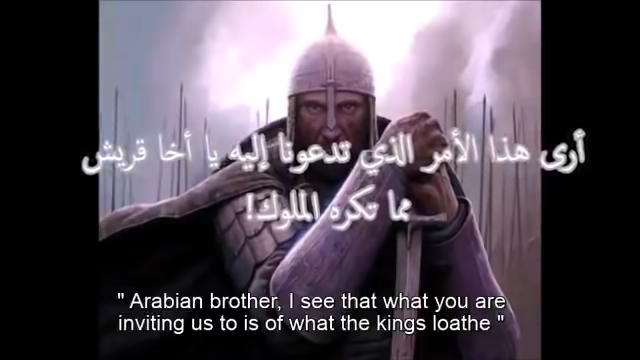 أرى هذا الأمر الذي تدعونا إليه يا أخا قريش
مما تكره الملوك!
" Arabian brother, I see that what you are
inviting us to is of what the kings loathe "